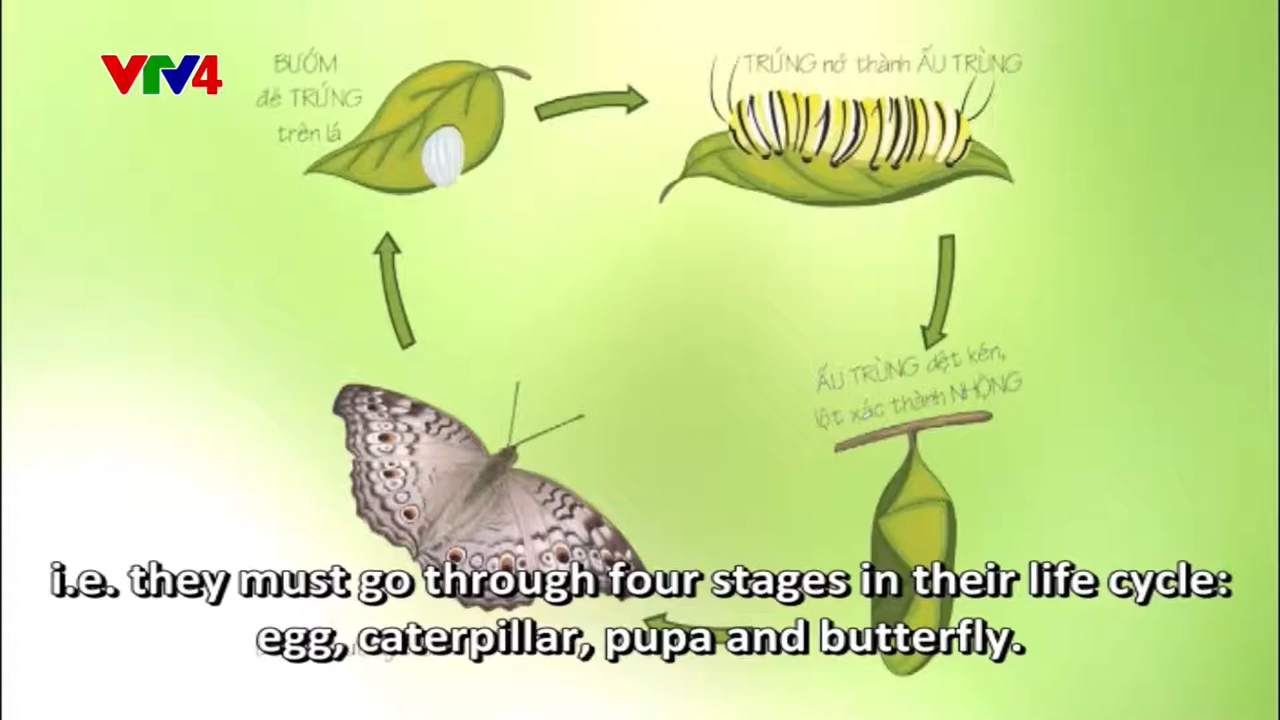 VTV4
BƯỚM
đẻ TRỨNG
trên lá
TRỨNG nở thành ẤU TRÙNG
ẤU TRÙNG dệt kén,
lột xác thành NHỘNG
i.e. they must go through four stages in their life cycle:
egg, caterpillar, pupa and butterfly.